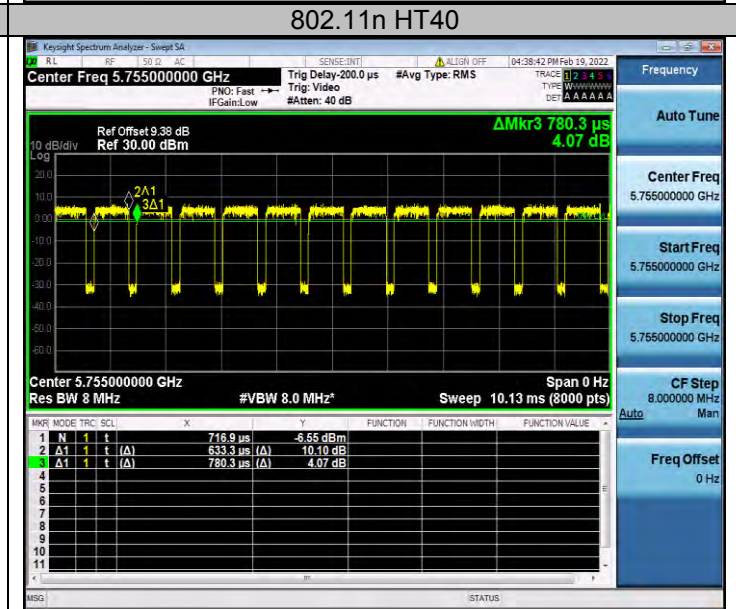 802.11n HT40
Keysight Spectrum Analyzer - Swept SA
RL RF 50 Ω AC SENSE:INT ALIGN OFF 04:38:42 PM Feb 19, 2022
Center Freq 5.755000000 GHz
PNO: Fast
IFGain:Low
Trig Delay-200.0 µs
Trig: Video
#Atten: 40 dB
#Avg Type: RMS
TRACE 1 2 3 4 5 6
TYPE WWWWWW
DET A A A A A A
Ref Offset 9.38 dB
Ref 30.00 dBm
10 dB/div
Log
ΔMkr3 780.3 µs
4.07 dB
20.0
10.0
0.00
-10.0
-20.0
-30.0
-40.0
-50.0
-60.0
2Δ1
3Δ1
Center 5.755000000 GHz Span 0 Hz
Res BW 8 MHz #VBW 8.0 MHz* Sweep 10.13 ms (8000 pts)
MKR MODE TRC SCL X Y FUNCTION FUNCTION WIDTH FUNCTION VALUE
1 N 1 t 716.9 µs -6.55 dBm
2 Δ1 1 t (Δ) 633.3 µs (Δ) 10.10 dB
3 Δ1 1 t (Δ) 780.3 µs (Δ) 4.07 dB
4
5
6
7
8
9
10
11
MSG STATUS
Frequency
Auto Tune
Center Freq
5.755000000 GHz
Start Freq
5.755000000 GHz
Stop Freq
5.755000000 GHz
CF Step
8.000000 MHz
Auto Man
Freq Offset
0 Hz